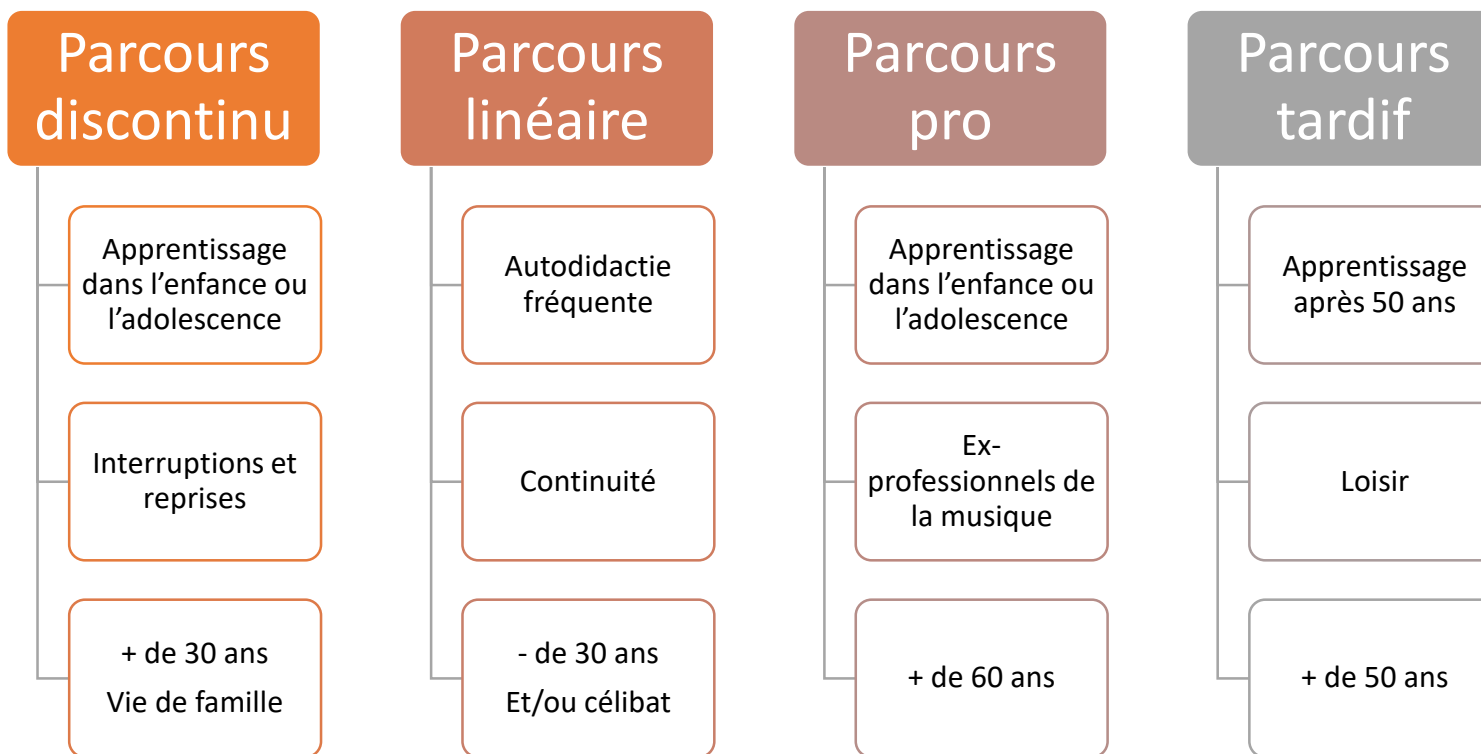 Parcours
discontinu
Apprentissage
dans l’enfance ou
l’adolescence
Interruptions et
reprises
+ de 30 ans
Vie de famille
Parcours
linéaire
Autodidactie
fréquente
Continuité
- de 30 ans
Et/ou célibat
Parcours
pro
Apprentissage
dans l’enfance ou
l’adolescence
Ex-
professionnels de
la musique
+ de 60 ans
Parcours
tardif
Apprentissage
après 50 ans
Loisir
+ de 50 ans